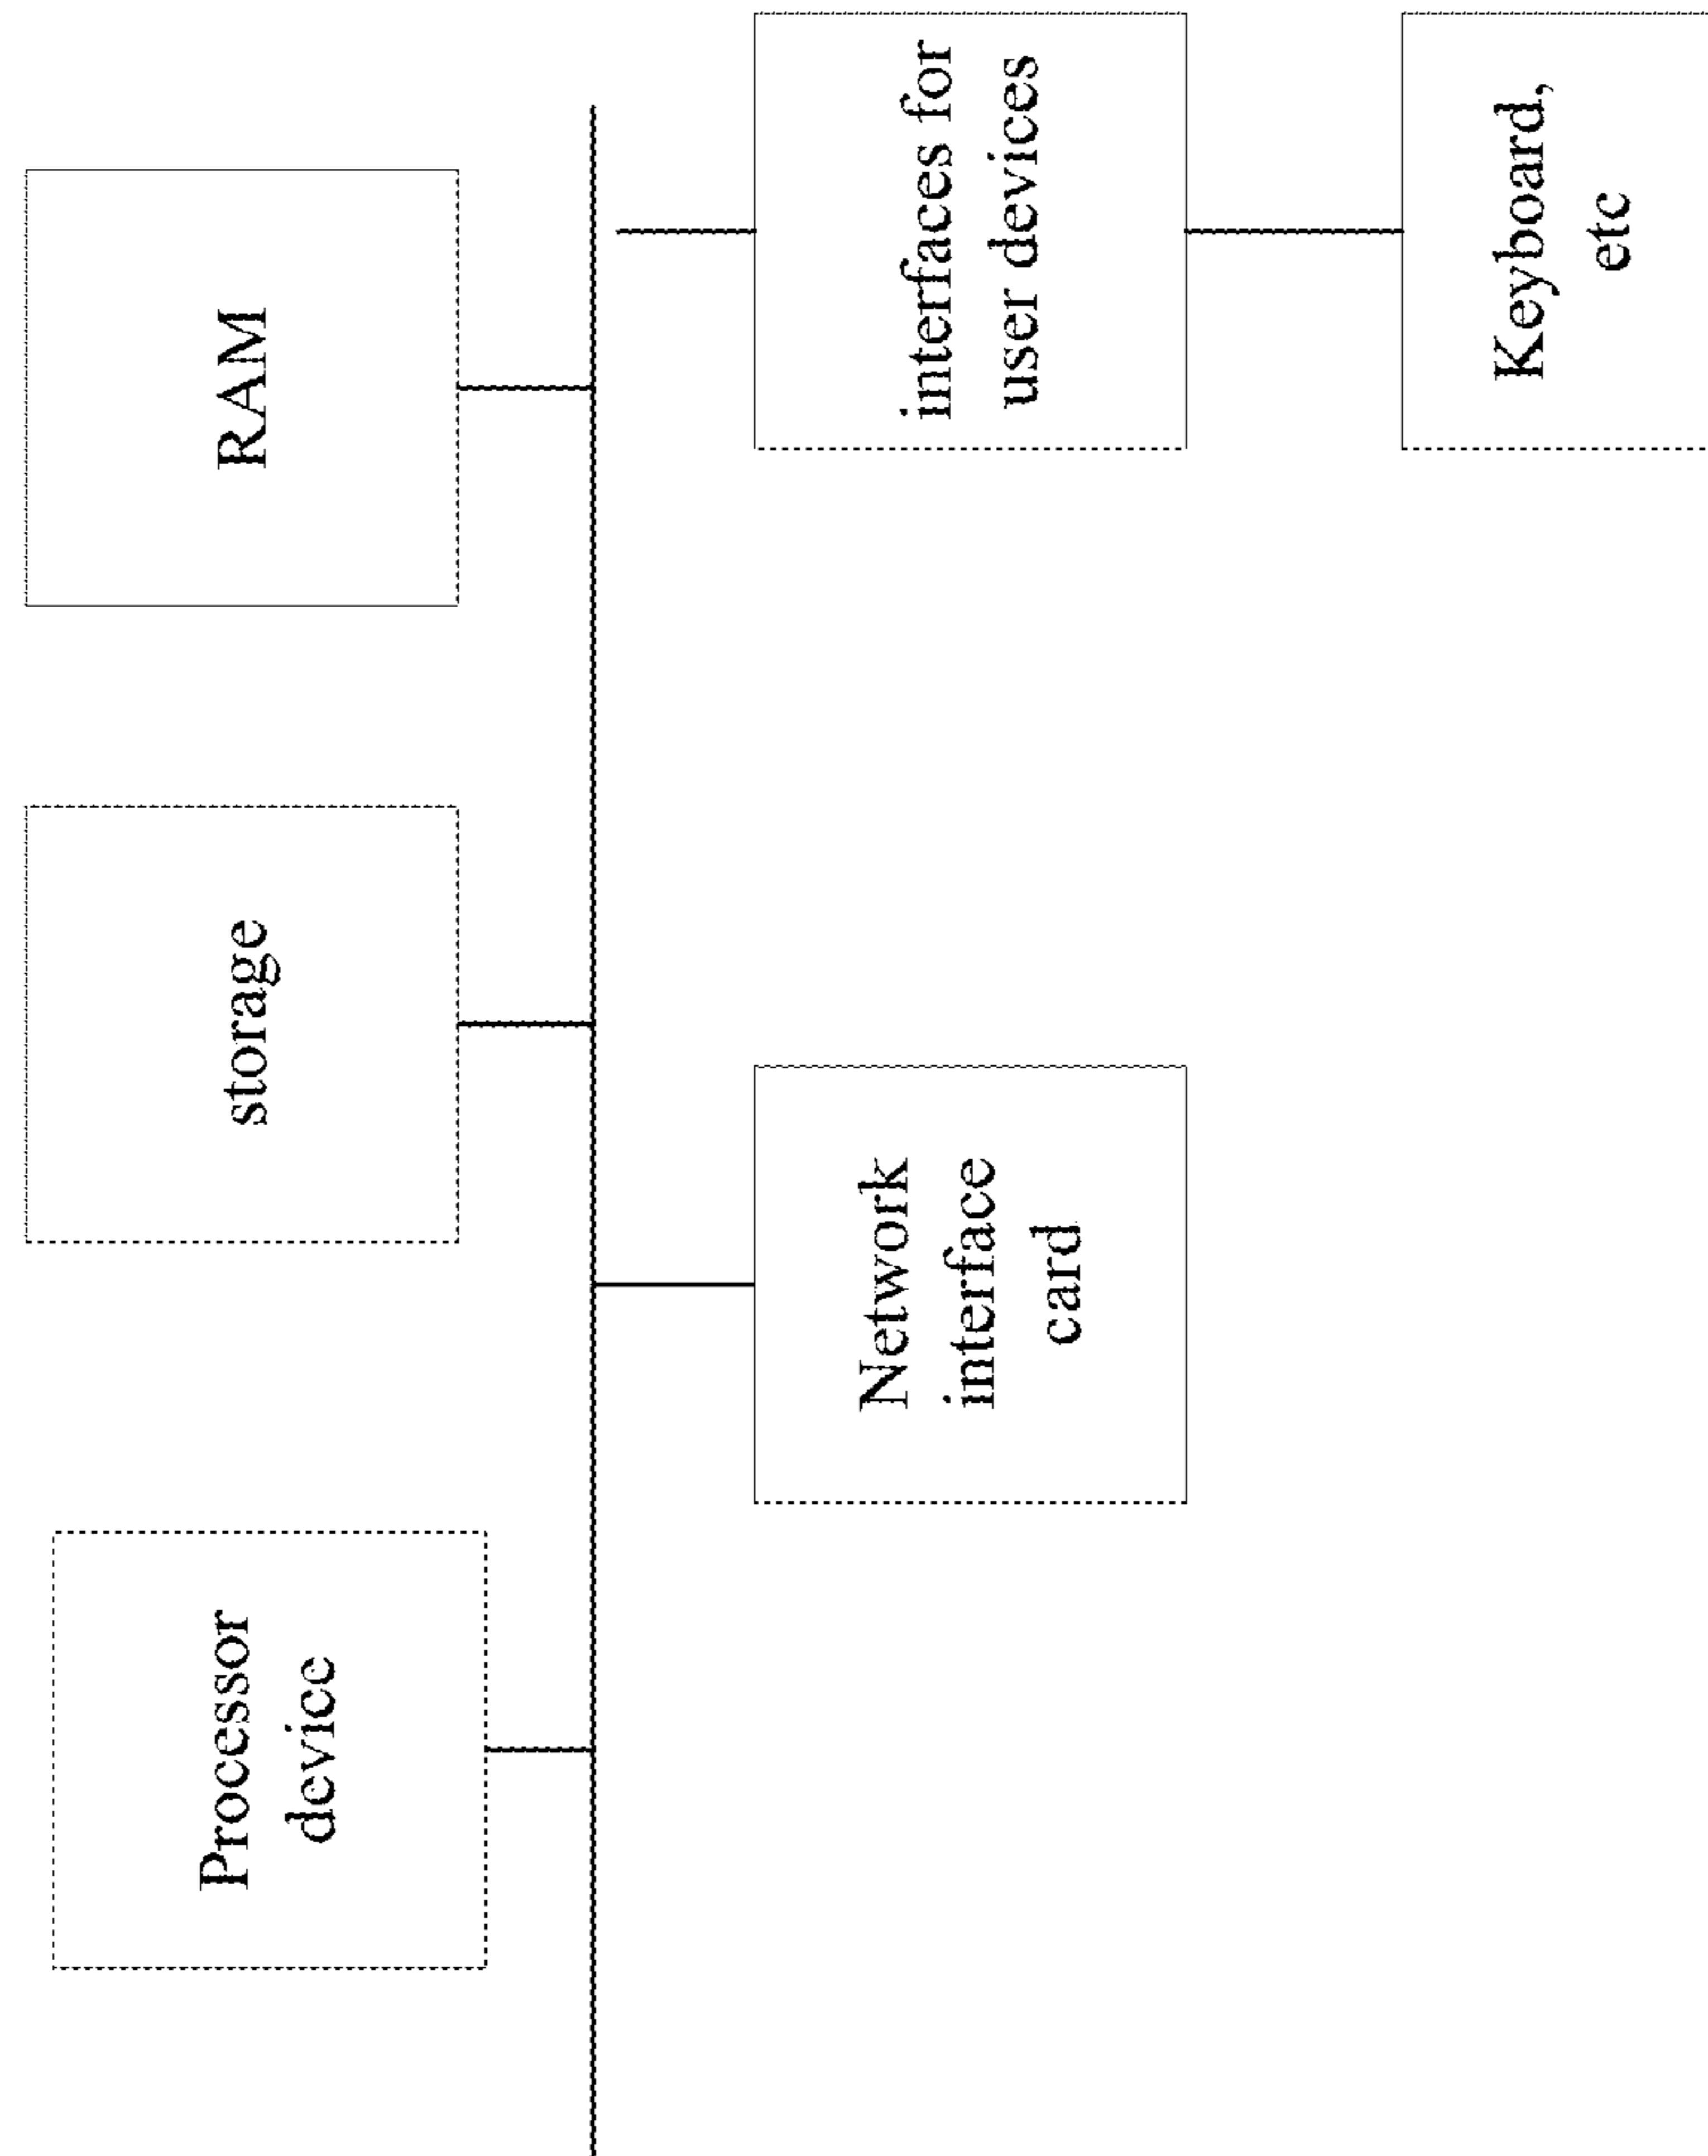 Processor
device
storage
RAM
Network
interface
card
interfaces for
user devices
Keyboard,
etc